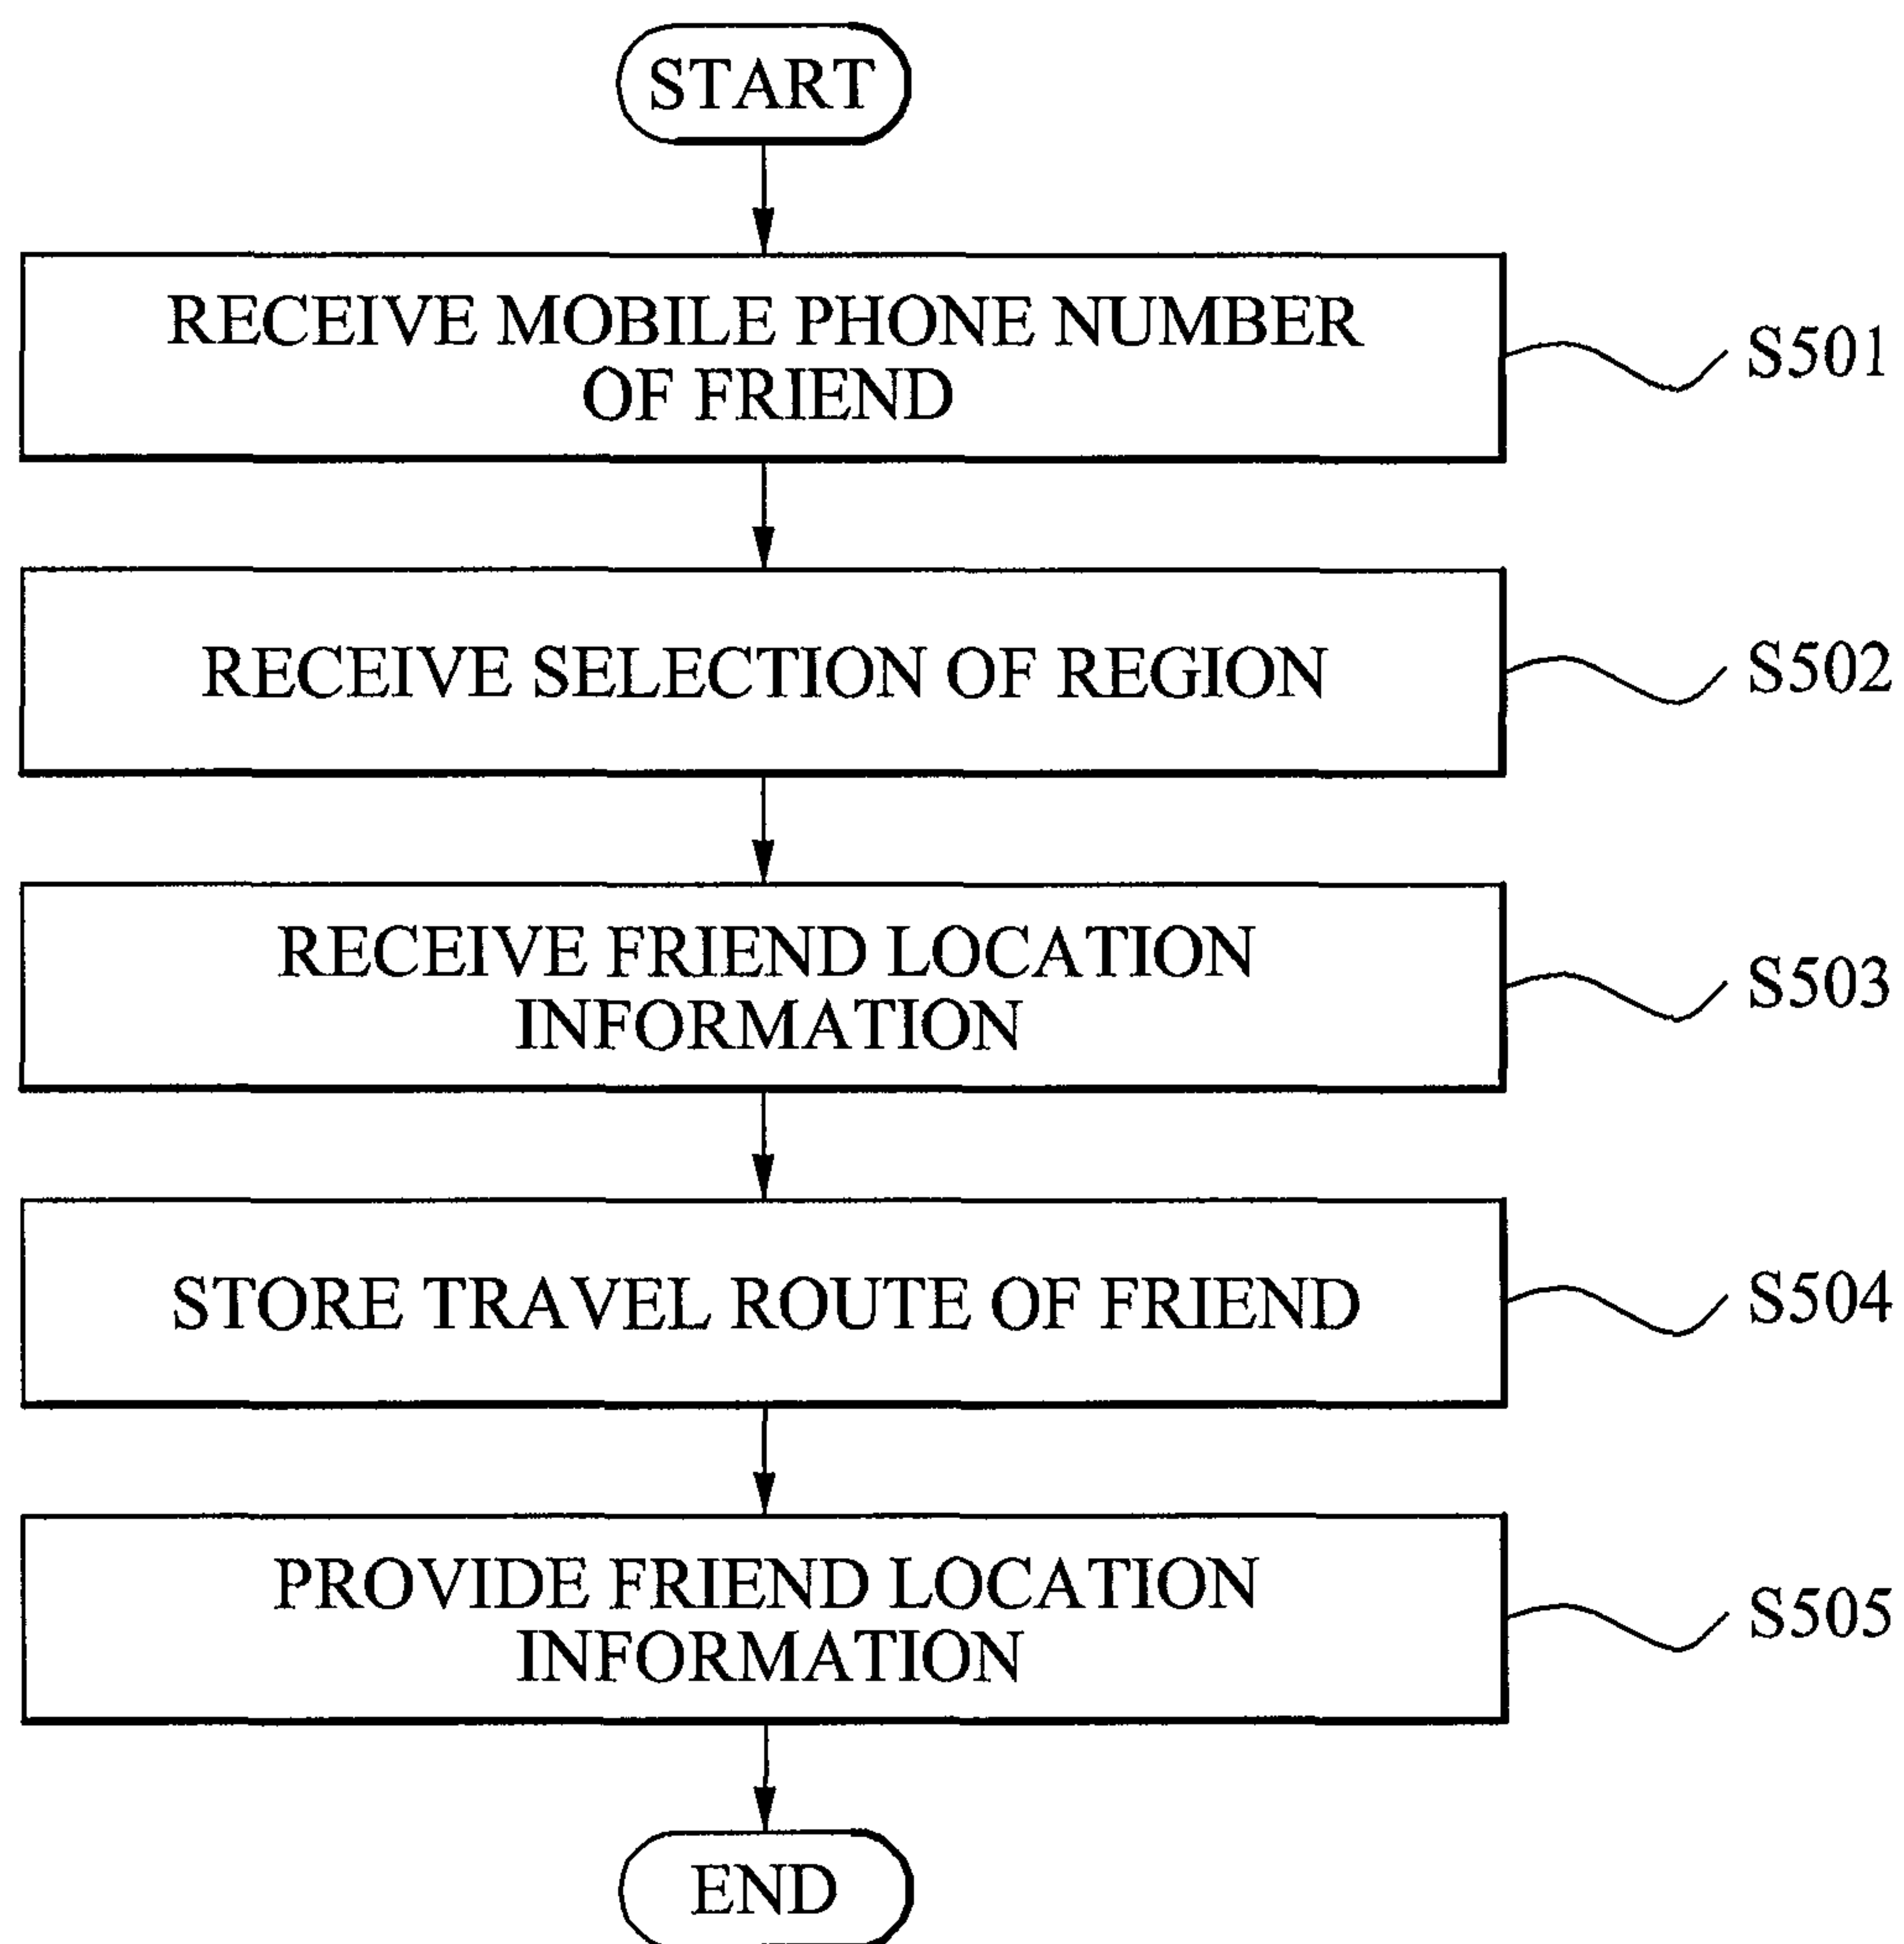 START
RECEIVE MOBILE PHONE NUMBER
OF FRIEND
S501
RECEIVE SELECTION OF REGION
S502
RECEIVE FRIEND LOCATION
INFORMATION
S503
STORE TRAVEL ROUTE OF FRIEND
S504
PROVIDE FRIEND LOCATION
INFORMATION
S505
END